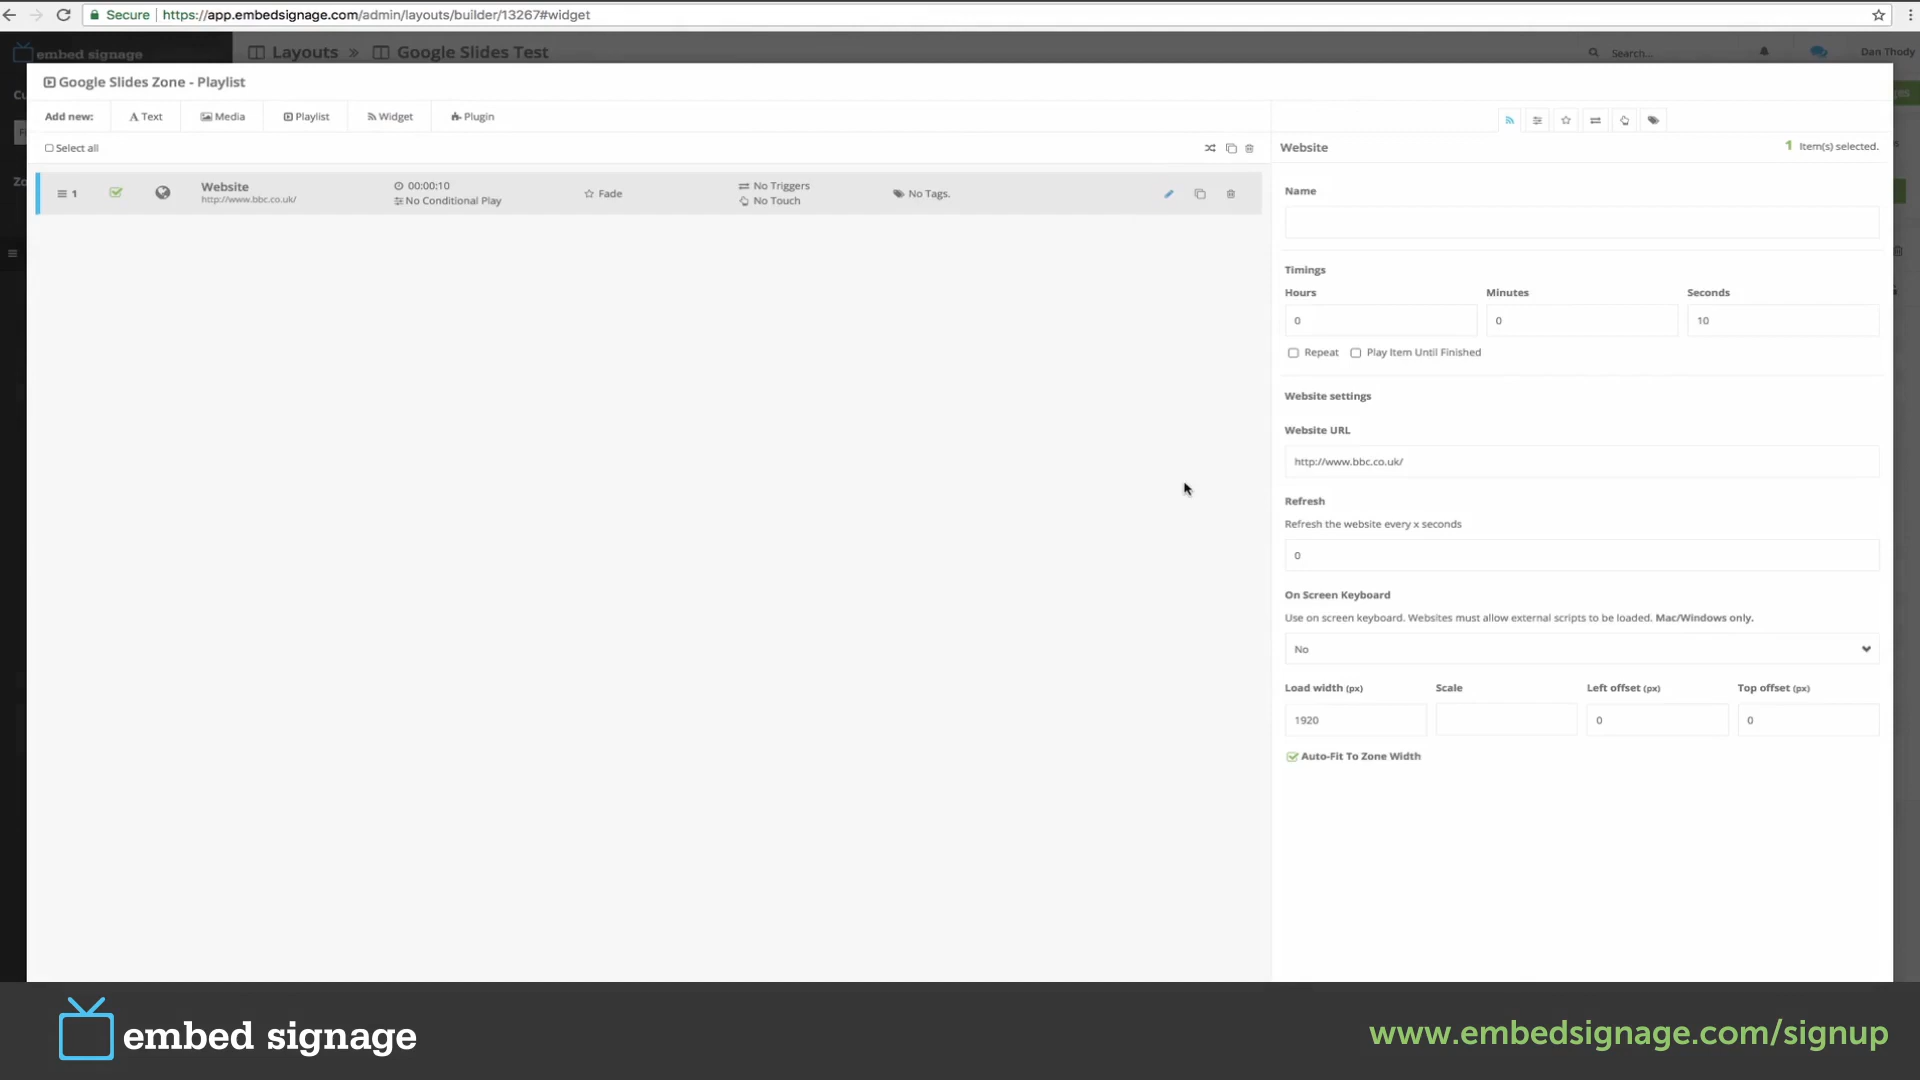 Secure https://app.embedsignage.com/admin/layouts/builder/13267#widget
embed signage
Layouts » Google Slides Test
Search...
Dan Thody
Google Slides Zone - Playlist
Add new: Text Media Playlist Widget Plugin
Select all
1 Website 00:00:10 Fade No Triggers No Tags.
http://www.bbc.co.uk/ No Conditional Play No Touch
Website 1 Item(s) selected.
Name
Timings
Hours Minutes Seconds
0 0 10
Repeat Play Item Until Finished
Website settings
Website URL
http://www.bbc.co.uk/
Refresh
Refresh the website every x seconds
0
On Screen Keyboard
Use on screen keyboard. Websites must allow external scripts to be loaded. Mac/Windows only.
No
Load width (px) Scale Left offset (px) Top offset (px)
1920 0 0
Auto-Fit To Zone Width
embed signage
www.embedsignage.com/signup